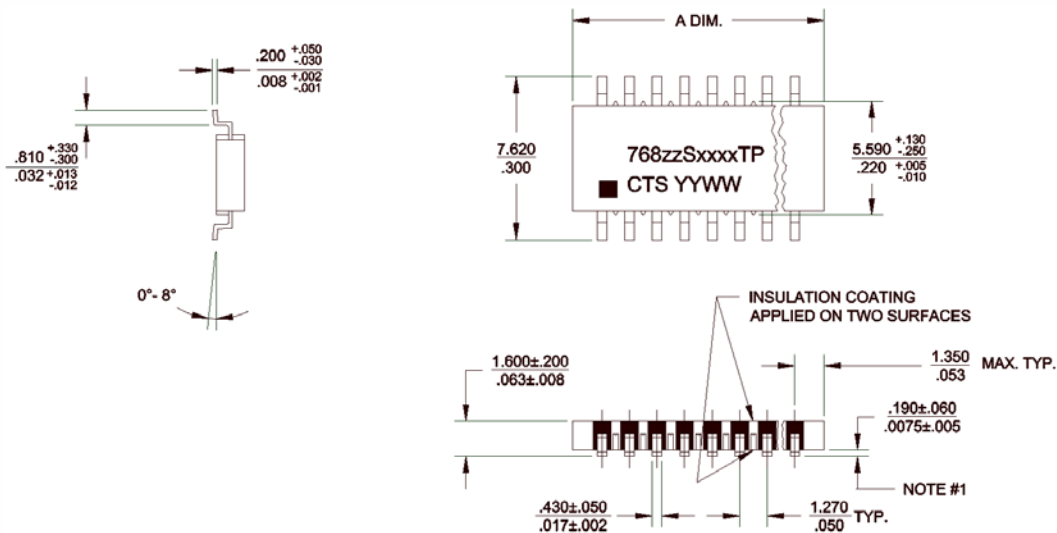 A DIM.
.200 +.050 -.030
.008 +.002 -.001
.810 +.330 -.300
.032 +.013 -.012
0°- 8°
7.620
.300
768zzSxxxxTP
CTS YYWW
5.590 +.130 -.250
.220 +.005 -.010
INSULATION COATING
APPLIED ON TWO SURFACES
1.600±.200
.063±.008
1.350
.053
MAX. TYP.
.190±.060
.0075±.005
NOTE #1
.430±.050
.017±.002
1.270
.050
TYP.